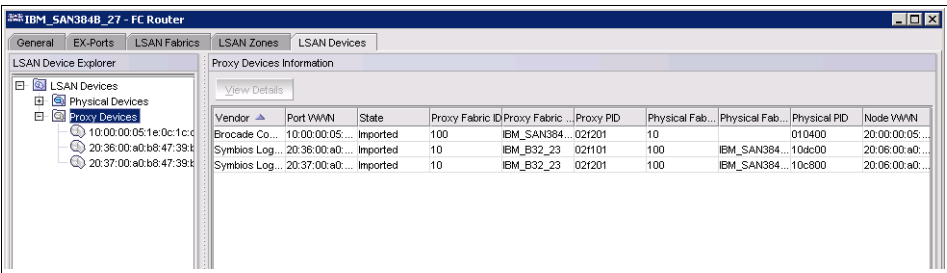 IBM_SAN384B_27 - FC Router
General EX-Ports LSAN Fabrics LSAN Zones LSAN Devices
LSAN Device Explorer
LSAN Devices
Physical Devices
Proxy Devices
10:00:00:05:1e:0c:1c:c
20:36:00:a0:b8:47:39:b
20:37:00:a0:b8:47:39:b
Proxy Devices Information
View Details
Vendor Port WWN State Proxy Fabric ID Proxy Fabric ... Proxy PID Physical Fab... Physical Fab... Physical PID Node WWN
Brocade Co... 10:00:00:05:... Imported 100 IBM_SAN384... 02f201 10 010400 20:00:00:05:...
Symbios Log... 20:36:00:a0:... Imported 10 IBM_B32_23 02f101 100 IBM_SAN384... 10dc00 20:06:00:a0:...
Symbios Log... 20:37:00:a0:... Imported 10 IBM_B32_23 02f201 100 IBM_SAN384... 10c800 20:06:00:a0:...